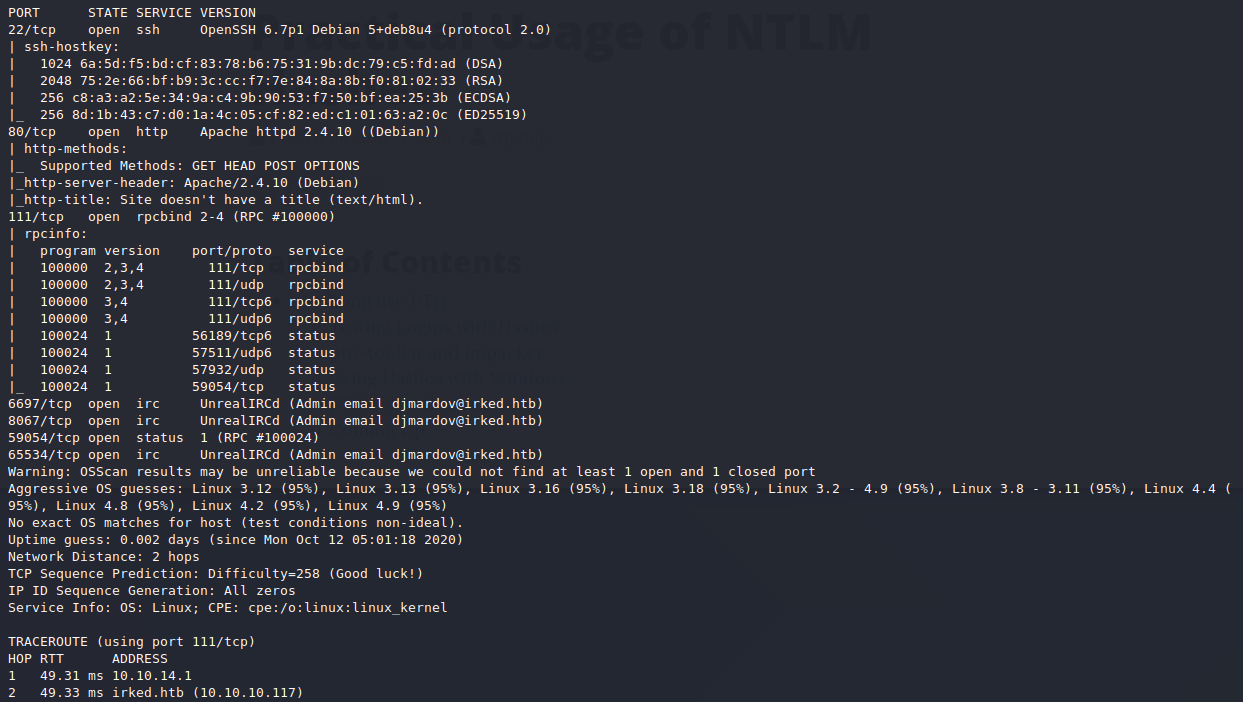 Practical Usage of NTLM
PORT      STATE SERVICE VERSION
22/tcp    open  ssh     OpenSSH 6.7p1 Debian 5+deb8u4 (protocol 2.0)
| ssh-hostkey:
|   1024 6a:5d:f5:bd:cf:83:78:b6:75:31:9b:dc:79:c5:fd:ad (DSA)
|   2048 75:2e:66:bf:b9:3c:cc:f7:7e:84:8a:8b:f0:81:02:33 (RSA)
|   256 c8:a3:a2:5e:34:9a:c4:9b:90:53:f7:50:bf:ea:25:3b (ECDSA)
|_  256 8d:1b:43:c7:d0:1a:4c:05:cf:82:ed:c1:01:63:a2:0c (ED25519)
80/tcp    open  http    Apache httpd 2.4.10 ((Debian))
| http-methods:
|_  Supported Methods: GET HEAD POST OPTIONS
|_http-server-header: Apache/2.4.10 (Debian)
|_http-title: Site doesn't have a title (text/html).
111/tcp   open  rpcbind 2-4 (RPC #100000)
| rpcinfo:
|   program version    port/proto  service
of Contents
|   100000  2,3,4        111/tcp   rpcbind
|   100000  2,3,4        111/udp   rpcbind
|   100000  3,4          111/tcp6  rpcbind
|   100000  3,4          111/udp6  rpcbind
|   100024  1          56189/tcp6  status
|   100024  1          57511/udp6  status
|   100024  1          57932/udp   status
|_  100024  1          59054/tcp   status
6697/tcp  open  irc     UnrealIRCd (Admin email djmardov@irked.htb)
8067/tcp  open  irc     UnrealIRCd (Admin email djmardov@irked.htb)
59054/tcp open  status  1 (RPC #100024)
65534/tcp open  irc     UnrealIRCd (Admin email djmardov@irked.htb)
Warning: OSScan results may be unreliable because we could not find at least 1 open and 1 closed port
Aggressive OS guesses: Linux 3.12 (95%), Linux 3.13 (95%), Linux 3.16 (95%), Linux 3.18 (95%), Linux 3.2 - 4.9 (95%), Linux 3.8 - 3.11 (95%), Linux 4.4 (
95%), Linux 4.8 (95%), Linux 4.2 (95%), Linux 4.9 (95%)
No exact OS matches for host (test conditions non-ideal).
Uptime guess: 0.002 days (since Mon Oct 12 05:01:18 2020)
Network Distance: 2 hops
TCP Sequence Prediction: Difficulty=258 (Good luck!)
IP ID Sequence Generation: All zeros
Service Info: OS: Linux; CPE: cpe:/o:linux:linux_kernel
TRACEROUTE (using port 111/tcp)
HOP RTT      ADDRESS
1   49.31 ms 10.10.14.1
2   49.33 ms irked.htb (10.10.10.117)